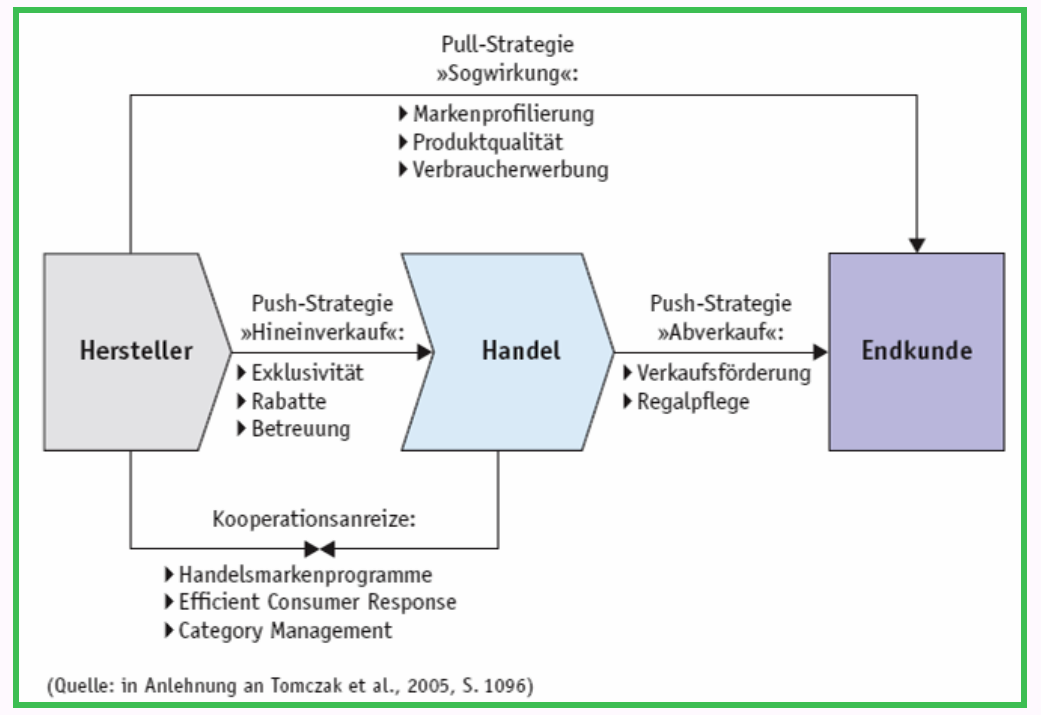 Pull-Strategie
»Sogwirkung«:
Markenprofilierung
Produktqualität
Verbraucherwerbung
Hersteller
Push-Strategie
»Hineinverkauf«:
Exklusivität
Rabatte
Betreuung
Handel
Push-Strategie
»Abverkauf«:
Verkaufsförderung
Regalpflege
Endkunde
Kooperationsanreize:
Handelsmarkenprogramme
Efficient Consumer Response
Category Management
(Quelle: in Anlehnung an Tomczak et al., 2005, S. 1096)